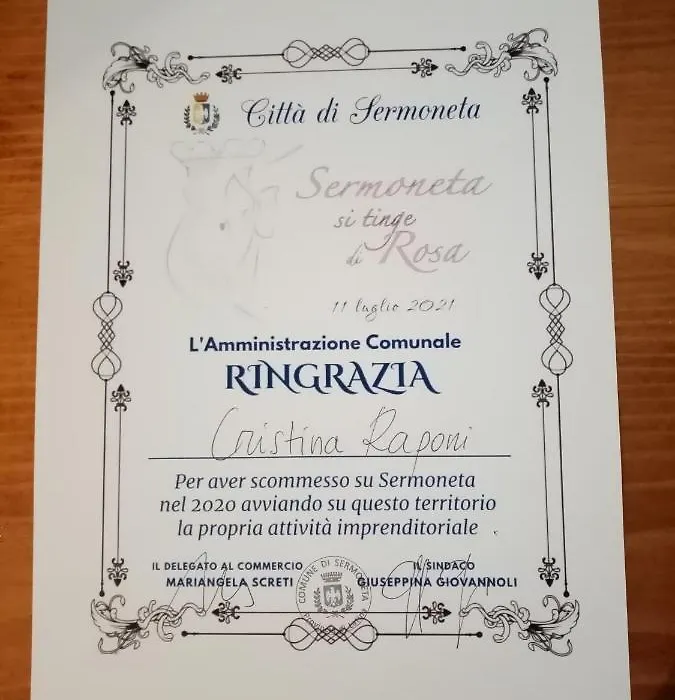 Città di Sermoneta
Sermoneta
si tinge
di Rosa
11 luglio 2021
L'Amministrazione Comunale
RINGRAZIA
Cristina Raponi
Per aver scommesso su Sermoneta
nel 2020 avviando su questo territorio
la propria attività imprenditoriale
IL DELEGATO AL COMMERCIO
MARIANGELA SCRETI
COMUNE DI SERMONETA
IL SINDACO
GIUSEPPINA GIOVANNOLI